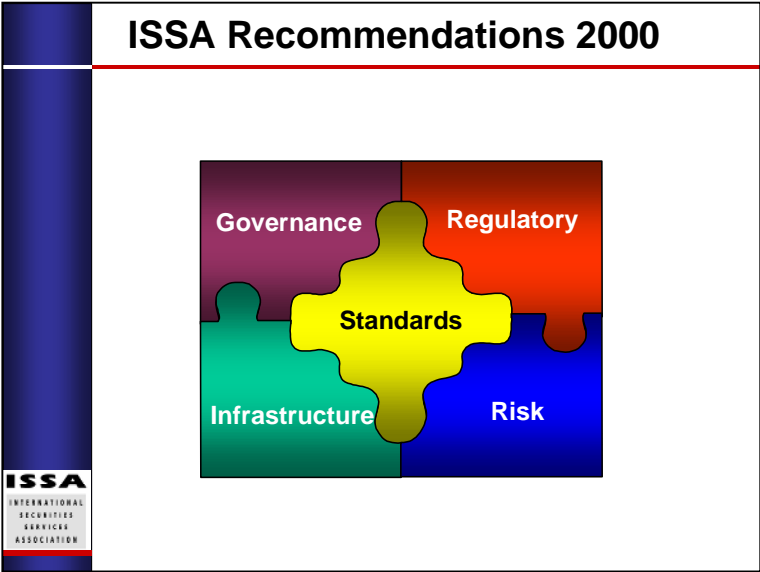 ISSA Recommendations 2000
Governance
Regulatory
Standards
Infrastructure
Risk
ISSA
INTERNATIONAL
SECURITIES
SERVICES
ASSOCIATION